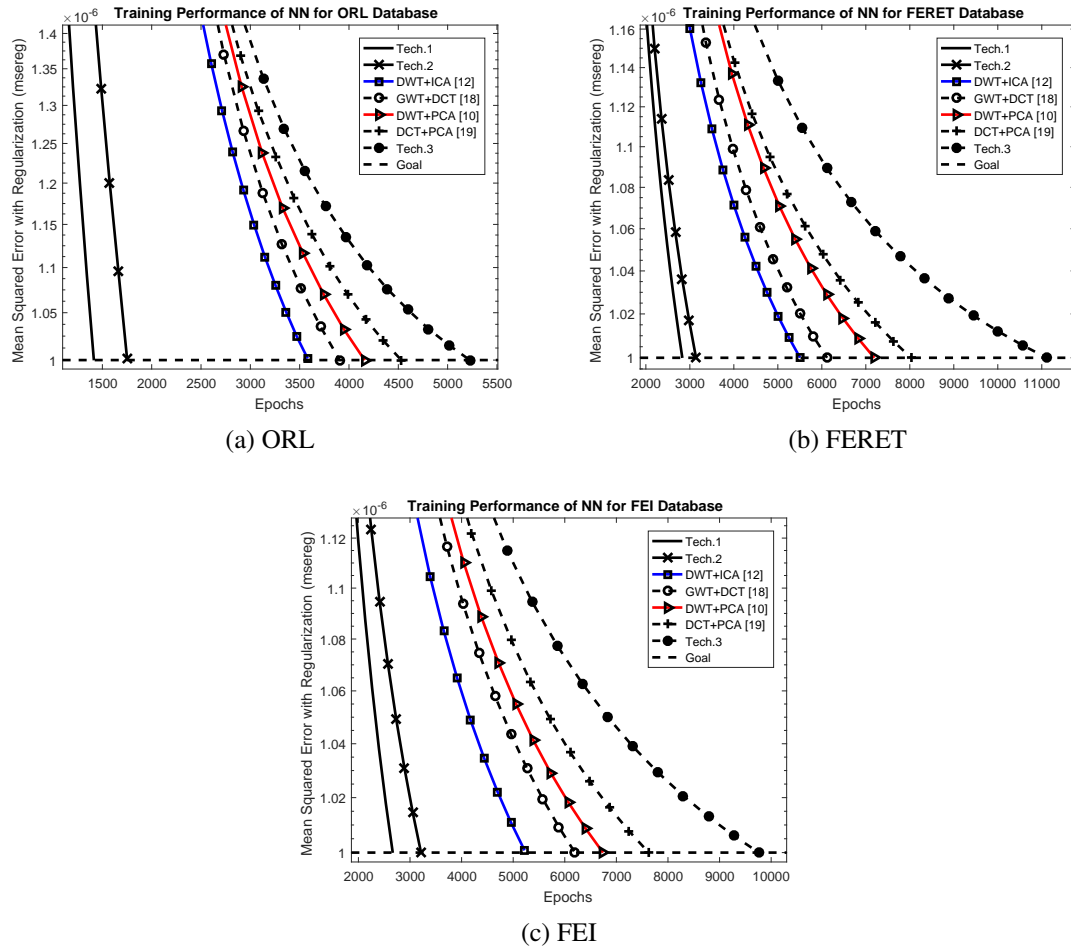 Training Performance of NN for ORL Database
×10^-6
1.4
1.35
1.3
1.25
1.2
1.15
1.1
1.05
1
Mean Squared Error with Regularization (msereg)
Tech.1
Tech.2
DWT+ICA [12]
GWT+DCT [18]
DWT+PCA [10]
DCT+PCA [19]
Tech.3
Goal
1500 2000 2500 3000 3500 4000 4500 5000 5500
Epochs
(a) ORL
Training Performance of NN for FERET Database
×10^-6
1.16
1.14
1.12
1.1
1.08
1.06
1.04
1.02
1
Mean Squared Error with Regularization (msereg)
Tech.1
Tech.2
DWT+ICA [12]
GWT+DCT [18]
DWT+PCA [10]
DCT+PCA [19]
Tech.3
Goal
2000 3000 4000 5000 6000 7000 8000 9000 10000 11000
Epochs
(b) FERET
Training Performance of NN for FEI Database
×10^-6
1.12
1.1
1.08
1.06
1.04
1.02
1
Mean Squared Error with Regularization (msereg)
Tech.1
Tech.2
DWT+ICA [12]
GWT+DCT [18]
DWT+PCA [10]
DCT+PCA [19]
Tech.3
Goal
2000 3000 4000 5000 6000 7000 8000 9000 10000
Epochs
(c) FEI